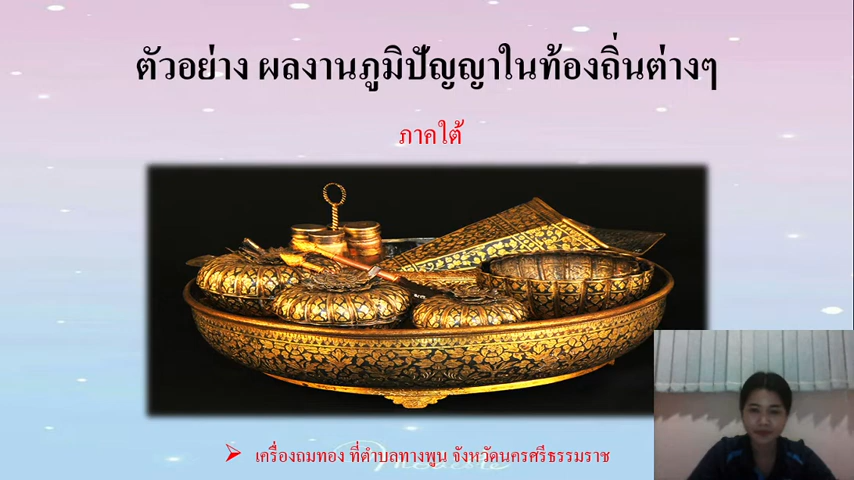 ตัวอย่าง ผลงานภูมิปัญญาในท้องถิ่นต่างๆ
ภาคใต้
เครื่องถมทอง ที่ตำบลทางพูน จังหวัดนครศรีธรรมราช